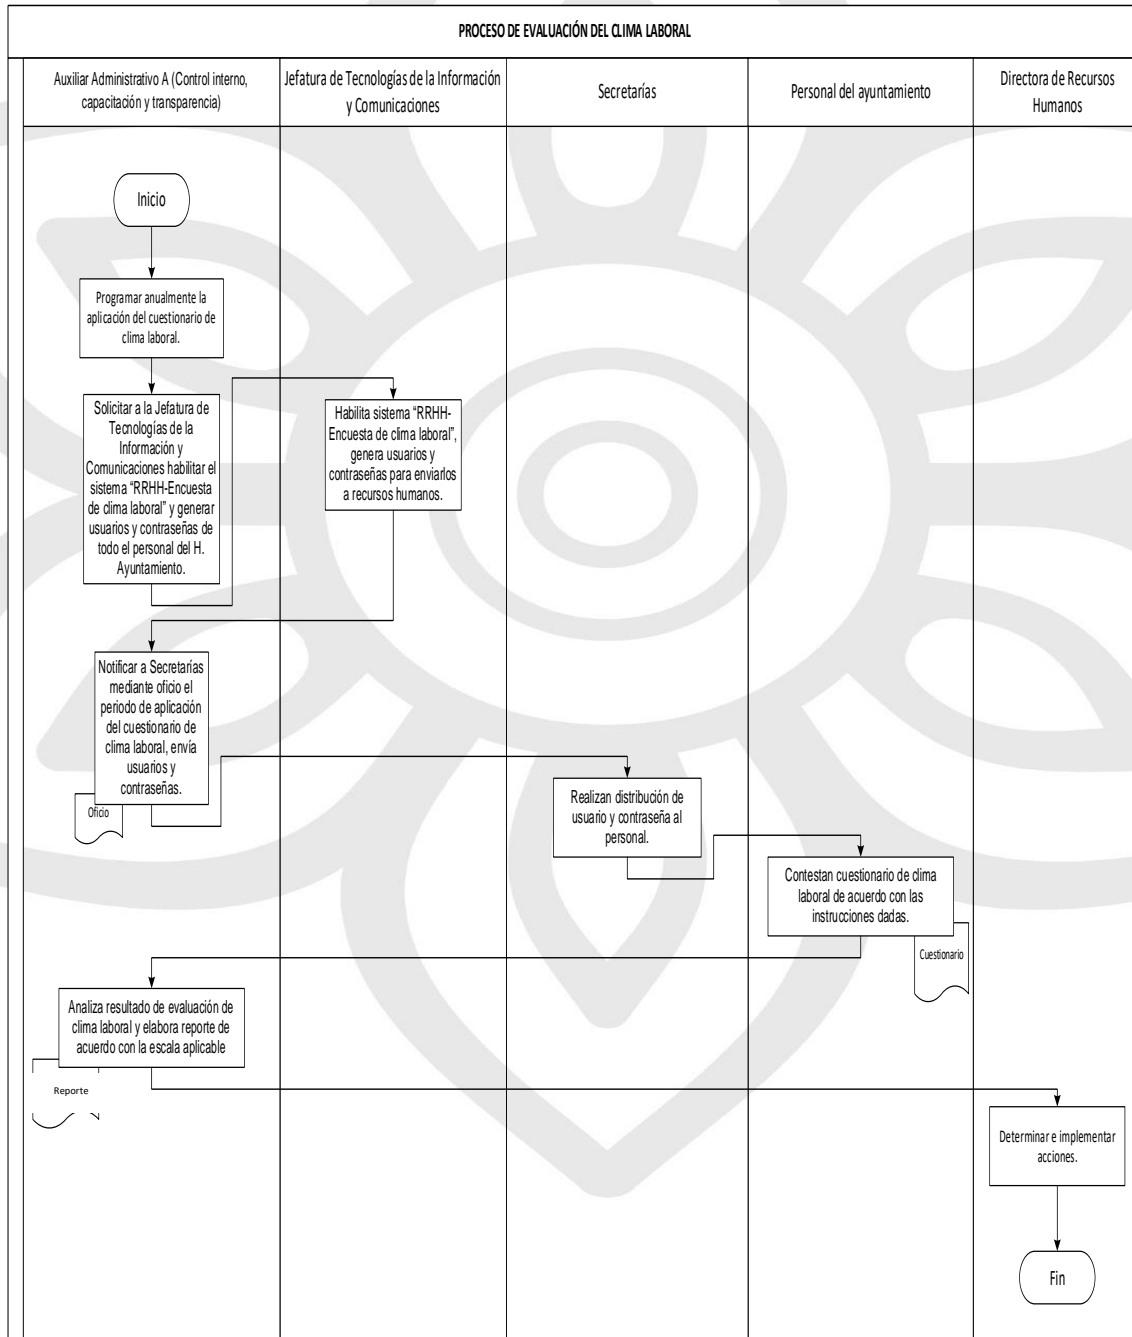 PROCESO DE EVALUACIÓN DEL CLIMA LABORAL
Auxiliar Administrativo A (Control interno,
capacitación y transparencia)
Jefatura de Tecnologías de la Información
y Comunicaciones
Secretarías
Personal del ayuntamiento
Directora de Recursos
Humanos
Inicio
Programar anualmente la
aplicación del cuestionario de
clima laboral.
Solicitar a la Jefatura de
Tecnologías de la
Información y
Comunicaciones habilitar el
sistema “RRHH-Encuesta
de clima laboral” y generar
usuarios y contraseñas de
todo el personal del H.
Ayuntamiento.
Habilita sistema “RRHH-
Encuesta de clima laboral”,
genera usuarios y
contraseñas para enviarlos
a recursos humanos.
Notificar a Secretarías
mediante oficio el
periodo de aplicación
del cuestionario de
clima laboral, envía
usuarios y
contraseñas.
Oficio
Realizan distribución de
usuario y contraseña al
personal.
Contestan cuestionario de clima
laboral de acuerdo con las
instrucciones dadas.
Cuestionario
Analiza resultado de evaluación de
clima laboral y elabora reporte de
acuerdo con la escala aplicable
Reporte
Determinar e implementar
acciones.
Fin